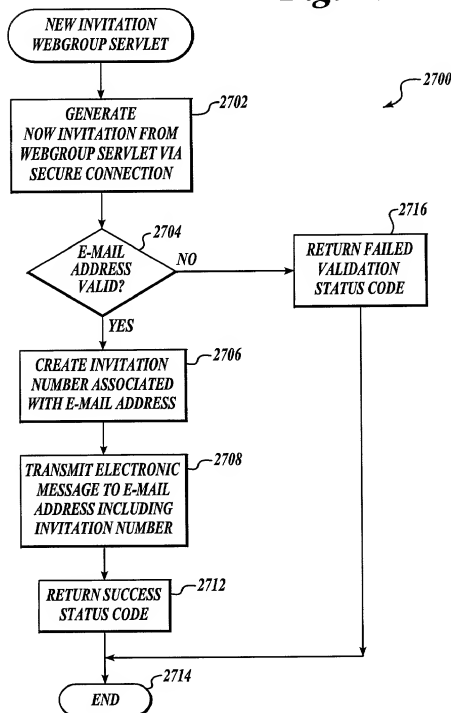 NEW INVITATION
WEBGROUP SERVLET
2700
2702
GENERATE
NOW INVITATION FROM
WEBGROUP SERVLET VIA
SECURE CONNECTION
2704
E-MAIL
ADDRESS
VALID?
NO
2716
RETURN FAILED
VALIDATION
STATUS CODE
YES
2706
CREATE INVITATION
NUMBER ASSOCIATED
WITH E-MAIL ADDRESS
2708
TRANSMIT ELECTRONIC
MESSAGE TO E-MAIL
ADDRESS INCLUDING
INVITATION NUMBER
2712
RETURN SUCCESS
STATUS CODE
2714
END